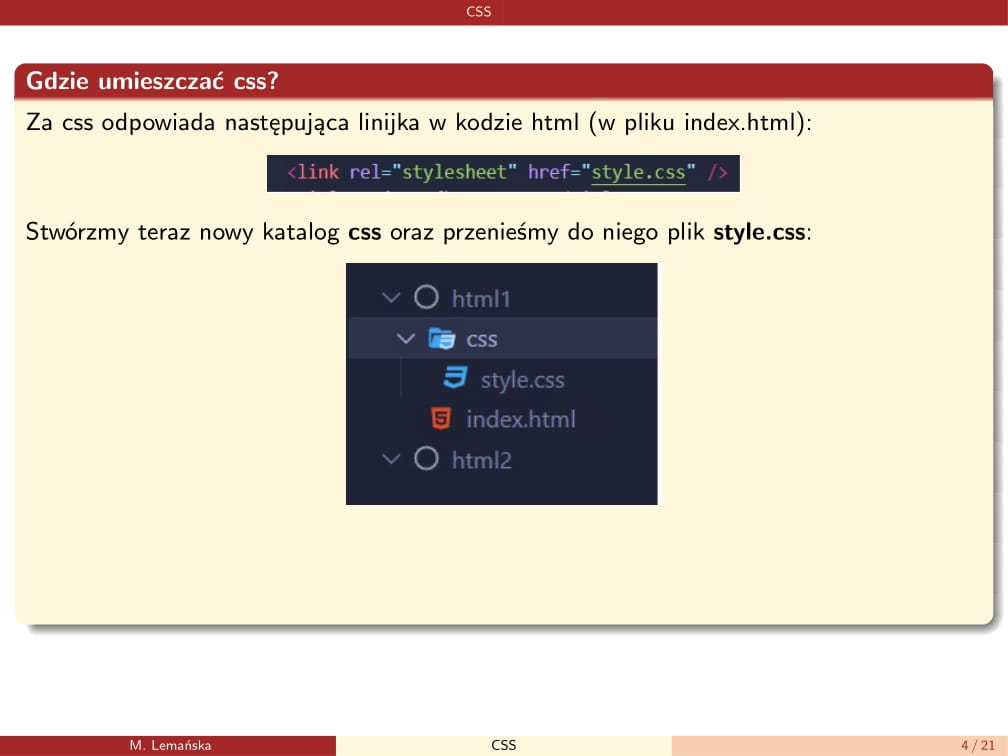 CSS
Gdzie umieszczać css?
Za css odpowiada następująca linijka w kodzie html (w pliku index.html):
<link rel="stylesheet" href="style.css" />
Stwórzmy teraz nowy katalog css oraz przenieśmy do niego plik style.css:
html1
css
style.css
index.html
html2
M. Lemańska
CSS
4 / 21